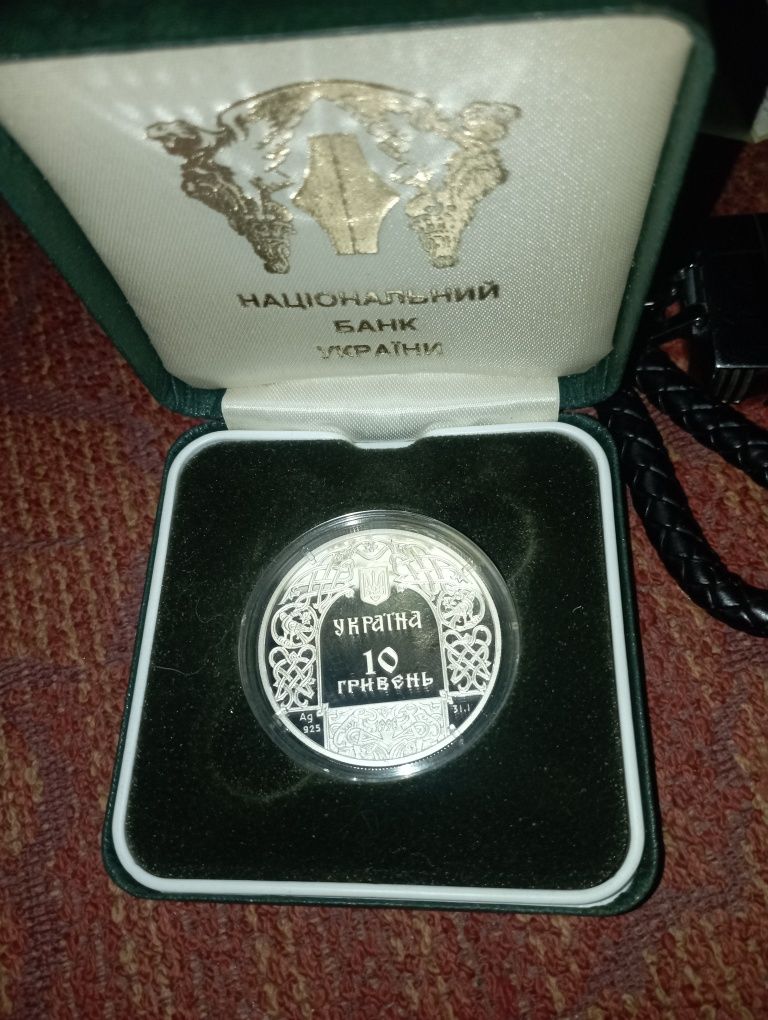 НАЦІОНАЛЬНИЙ
БАНК
УКРАЇНИ
УКРАЇНА
10
ГРИВЕНЬ
Ag
925
31.1